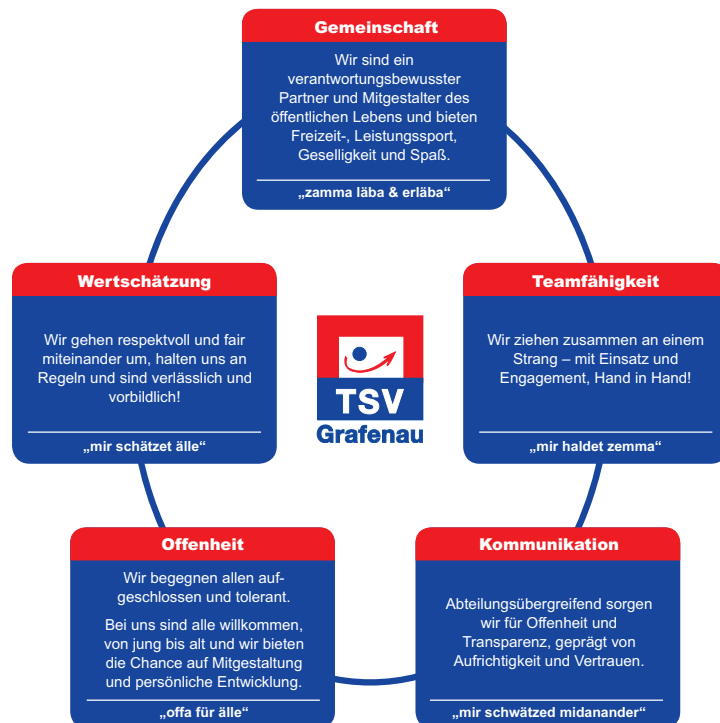 Gemeinschaft
Wir sind ein
verantwortungsbewusster
Partner und Mitgestalter des
öffentlichen Lebens und bieten
Freizeit-, Leistungssport,
Geselligkeit und Spaß.
„zamma läba & erläba“
Wertschätzung
Wir gehen respektvoll und fair
miteinander um, halten uns an
Regeln und sind verlässlich und
vorbildlich!
„mir schätzet älle“
Teamfähigkeit
Wir ziehen zusammen an einem
Strang – mit Einsatz und
Engagement, Hand in Hand!
„mir haldet zemma“
TSV
Grafenau
Offenheit
Wir begegnen allen auf-
geschlossen und tolerant.
Bei uns sind alle willkommen,
von jung bis alt und wir bieten
die Chance auf Mitgestaltung
und persönliche Entwicklung.
„offa für älle“
Kommunikation
Abteilungsübergreifend sorgen
wir für Offenheit und
Transparenz, geprägt von
Aufrichtigkeit und Vertrauen.
„mir schwätzed midanander“